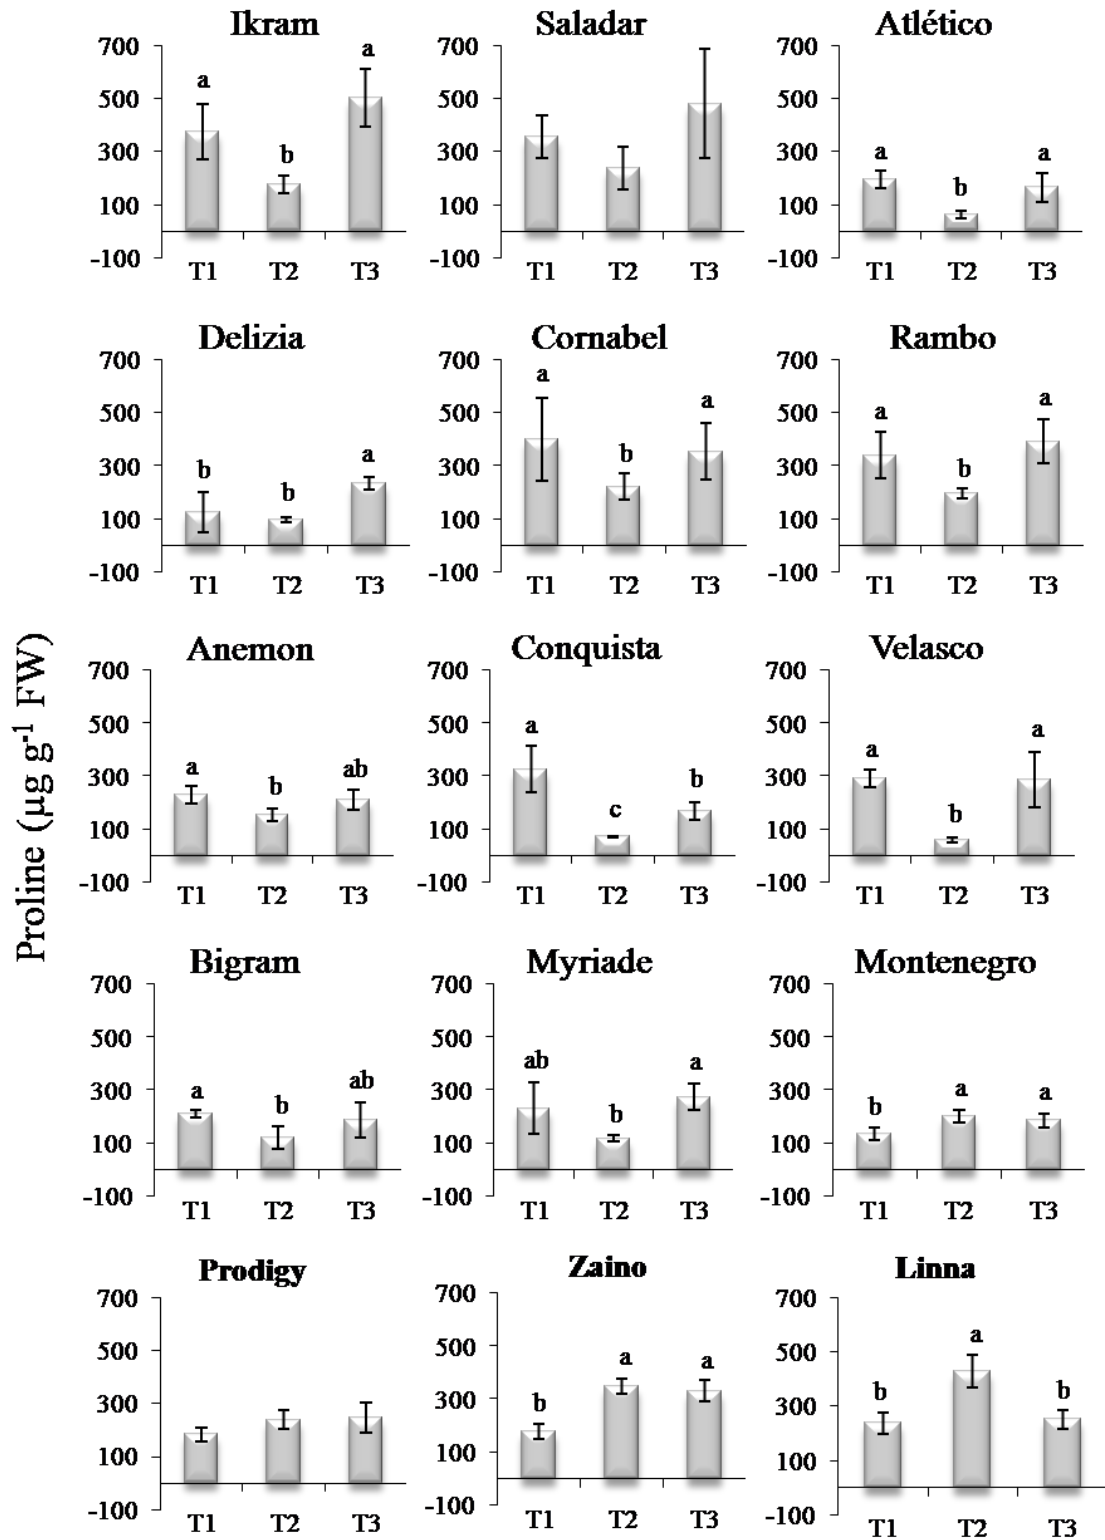 Proline (µg g-1 FW)
Ikram
700
500
300
100
-100
a
b
a
T1 T2 T3
Saladar
700
500
300
100
-100
T1 T2 T3
Atlético
700
500
300
100
-100
a
b
a
T1 T2 T3
Delizia
700
500
300
100
-100
b
b
a
T1 T2 T3
Cornabel
700
500
300
100
-100
a
b
a
T1 T2 T3
Rambo
700
500
300
100
-100
a
b
a
T1 T2 T3
Anemon
700
500
300
100
-100
a
b
ab
T1 T2 T3
Conquista
700
500
300
100
-100
a
c
b
T1 T2 T3
Velasco
700
500
300
100
-100
a
b
a
T1 T2 T3
Bigram
700
500
300
100
-100
a
b
ab
T1 T2 T3
Myriade
700
500
300
100
-100
ab
b
a
T1 T2 T3
Montenegro
700
500
300
100
-100
b
a
a
T1 T2 T3
Prodigy
700
500
300
100
-100
T1 T2 T3
Zaino
700
500
300
100
-100
b
a
a
T1 T2 T3
Linna
700
500
300
100
-100
b
a
b
T1 T2 T3